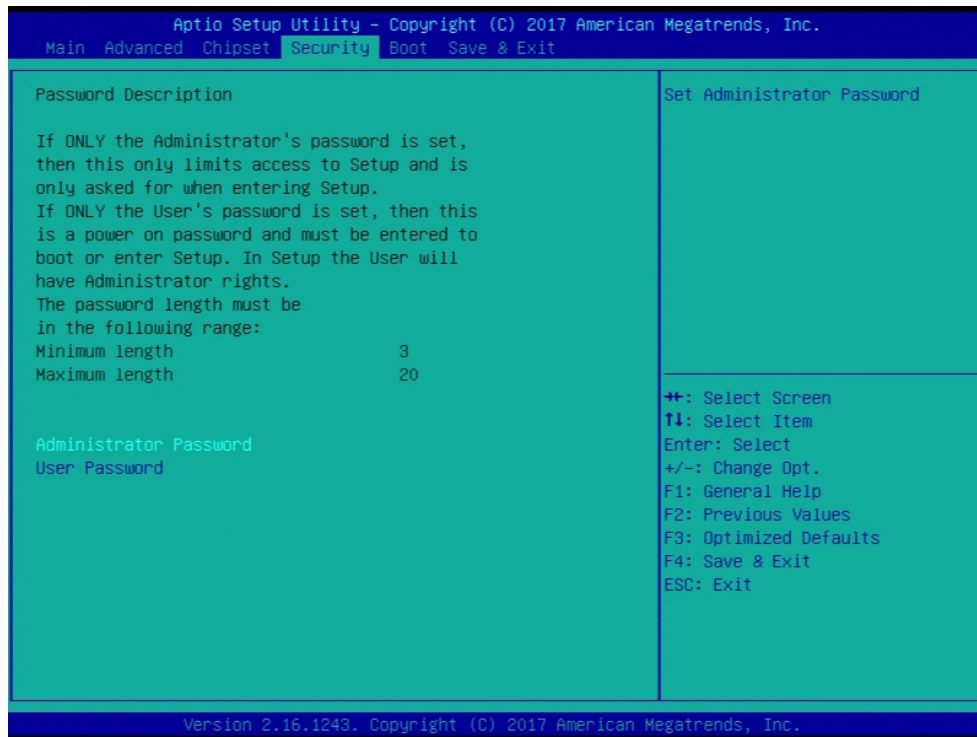 Aptio Setup Utility – Copyright (C) 2017 American Megatrends, Inc.
Main Advanced Chipset Security Boot Save & Exit
Password Description
If ONLY the Administrator's password is set,
then this only limits access to Setup and is
only asked for when entering Setup.
If ONLY the User's password is set, then this
is a power on password and must be entered to
boot or enter Setup. In Setup the User will
have Administrator rights.
The password length must be
in the following range:
Minimum length 3
Maximum length 20
Administrator Password
User Password
Set Administrator Password
→←: Select Screen
↑↓: Select Item
Enter: Select
+/-: Change Opt.
F1: General Help
F2: Previous Values
F3: Optimized Defaults
F4: Save & Exit
ESC: Exit
Version 2.16.1243. Copyright (C) 2017 American Megatrends, Inc.